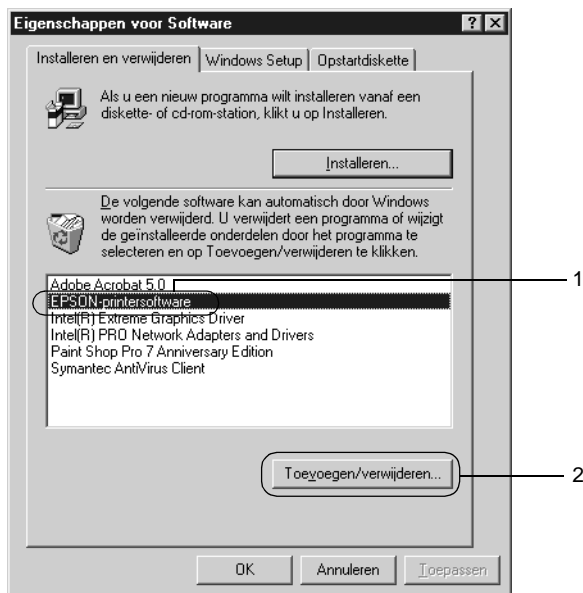 Eigenschappen voor Software
Installeren en verwijderen Windows Setup Opstartdiskette
Als u een nieuw programma wilt installeren vanaf een
diskette- of cd-rom-station, klikt u op Installeren.
Installeren...
De volgende software kan automatisch door Windows
worden verwijderd. U verwijdert een programma of wijzigt
de geïnstalleerde onderdelen door het programma te
selecteren en op Toevoegen/verwijderen te klikken.
Adobe Acrobat 5.0
1
EPSON-printersoftware
Intel(R) Extreme Graphics Driver
Intel(R) PRO Network Adapters and Drivers
Paint Shop Pro 7 Anniversary Edition
Symantec AntiVirus Client
Toevoegen/verwijderen...
2
OK Annuleren Toepassen